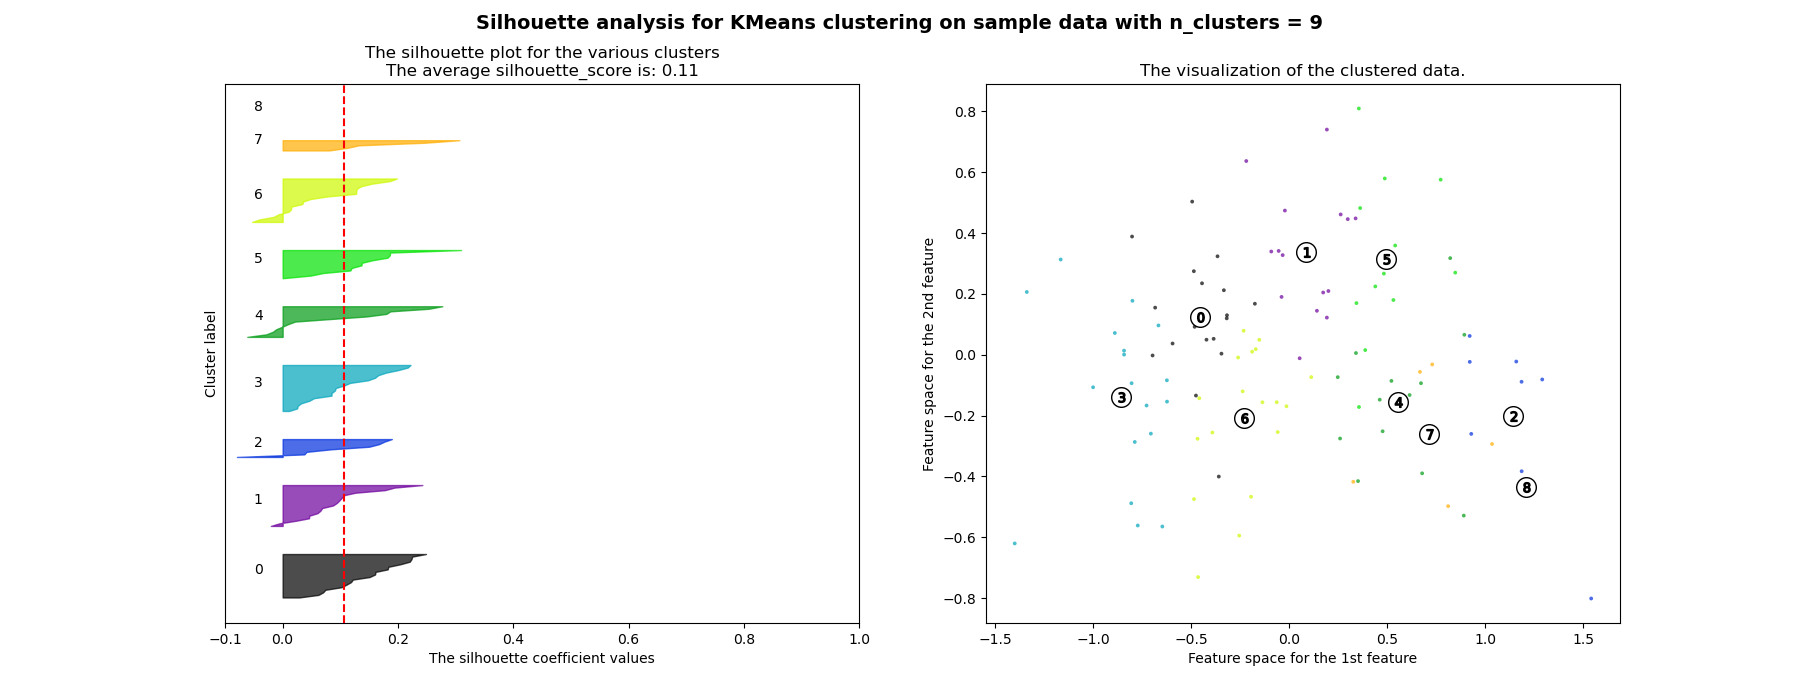 Silhouette analysis for KMeans clustering on sample data with n_clusters = 9
The silhouette plot for the various clusters
The average silhouette_score is: 0.11
8
7
6
5
4
3
2
1
0
Cluster label
−0.1 0.0 0.2 0.4 0.6 0.8 1.0
The silhouette coefficient values
The visualization of the clustered data.
0.8
0.6
0.4
0.2
0.0
−0.2
−0.4
−0.6
−0.8
Feature space for the 2nd feature
1
5
0
3
4
6
2
7
8
−1.5 −1.0 −0.5 0.0 0.5 1.0 1.5
Feature space for the 1st feature